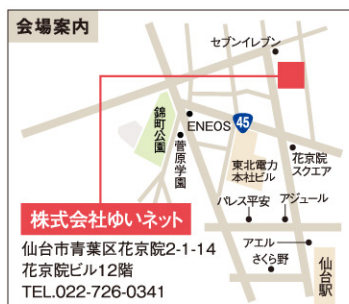 会場案内
セブンイレブン
錦町公園
ENEOS
45
菅原学園
東北電力
本社ビル
花京院
スクエア
パレス平安
アジュール
株式会社ゆいネット
アエル
さくら野
仙台駅
仙台市青葉区花京院2-1-14
花京院ビル12階
TEL.022-726-0341